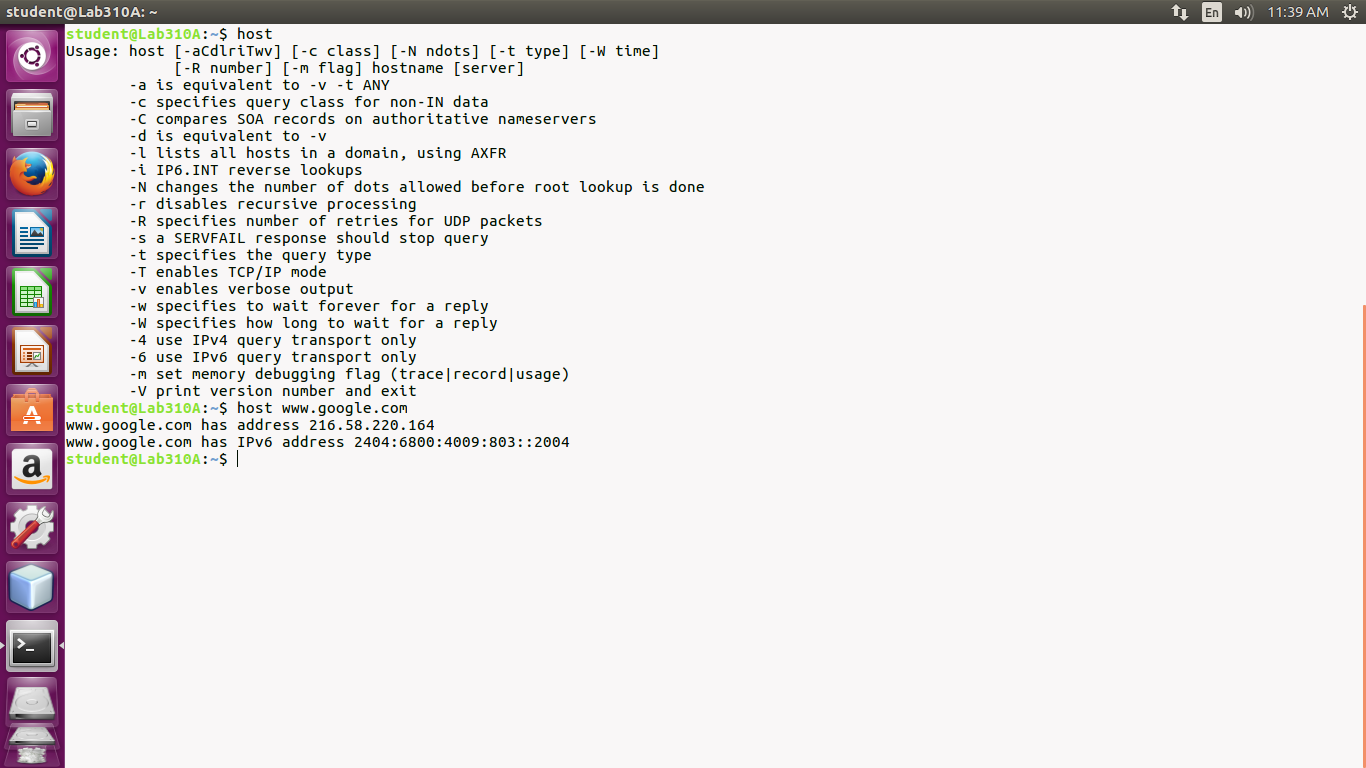 student@Lab310A: ~
En
11:39 AM
student@Lab310A:~$ host
Usage: host [-aCdlriTwv] [-c class] [-N ndots] [-t type] [-W time]
            [-R number] [-m flag] hostname [server]
       -a is equivalent to -v -t ANY
       -c specifies query class for non-IN data
       -C compares SOA records on authoritative nameservers
       -d is equivalent to -v
       -l lists all hosts in a domain, using AXFR
       -i IP6.INT reverse lookups
       -N changes the number of dots allowed before root lookup is done
       -r disables recursive processing
       -R specifies number of retries for UDP packets
       -s a SERVFAIL response should stop query
       -t specifies the query type
       -T enables TCP/IP mode
       -v enables verbose output
       -w specifies to wait forever for a reply
       -W specifies how long to wait for a reply
       -4 use IPv4 query transport only
       -6 use IPv6 query transport only
       -m set memory debugging flag (trace|record|usage)
       -V print version number and exit
student@Lab310A:~$ host www.google.com
www.google.com has address 216.58.220.164
www.google.com has IPv6 address 2404:6800:4009:803::2004
student@Lab310A:~$